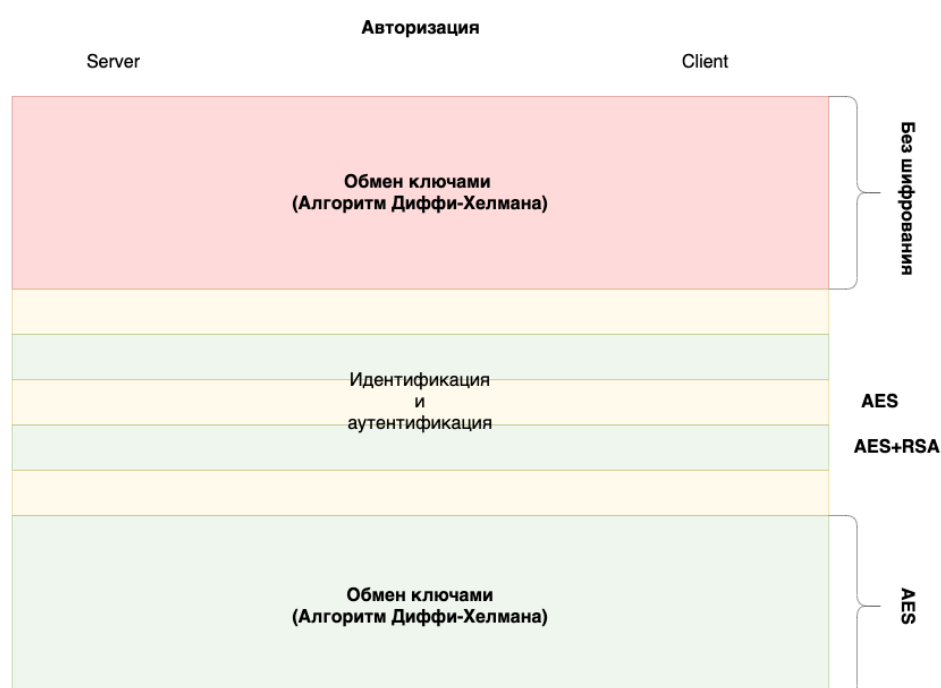 Авторизация
Server
Client
Обмен ключами
(Алгоритм Диффи-Хелмана)
Без шифрования
Идентификация
и
аутентификация
AES
AES+RSA
Обмен ключами
(Алгоритм Диффи-Хелмана)
AES